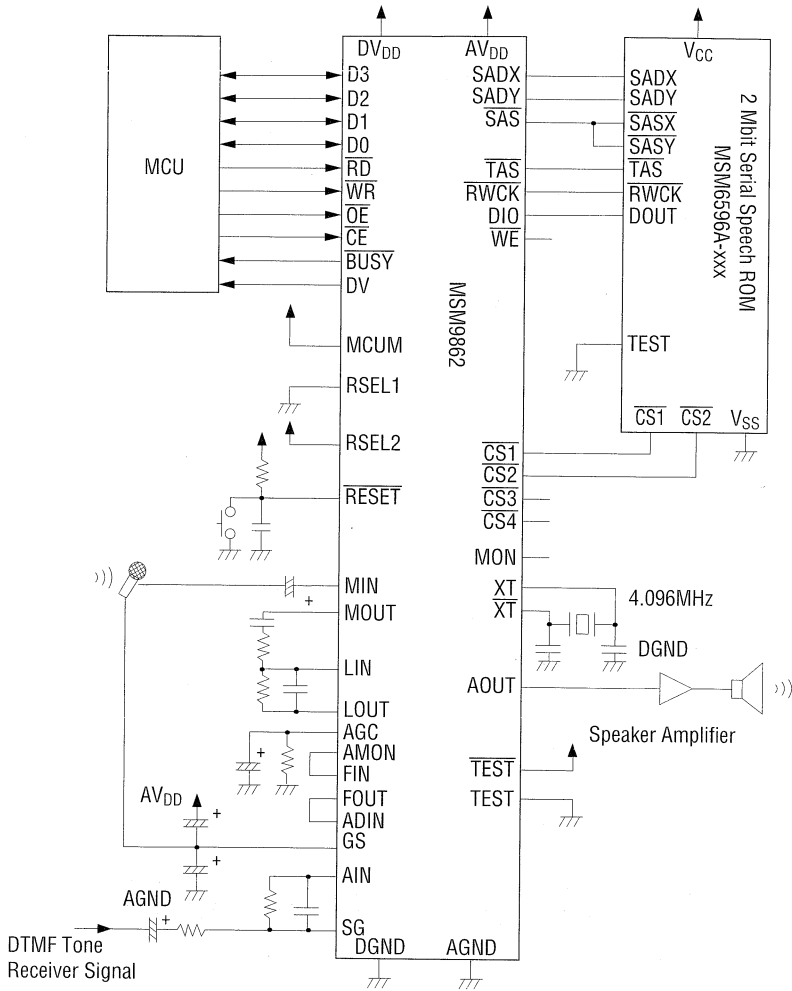 DVDD AVDD
MCU
D3
D2
D1
D0
RD
WR
OE
CE
BUSY
DV
MCUM
RSEL1
RSEL2
RESET
MIN
+
MOUT
LIN
LOUT
AGC
+
AMON
FIN
FOUT
ADIN
GS
AVDD
+
+
AIN
AGND
+
SG
DTMF Tone
Receiver Signal
DGND AGND
MSM9862
SADX
SADY
SAS
TAS
RWCK
DIO
WE
CS1
CS2
CS3
CS4
MON
XT
XT
AOUT
TEST
TEST
VCC
SADX
SADY
SASX
SASY
TAS
RWCK
DOUT
TEST
CS1 CS2 VSS
2 Mbit Serial Speech ROM
MSM6596A-xxx
4.096MHz
DGND
Speaker Amplifier